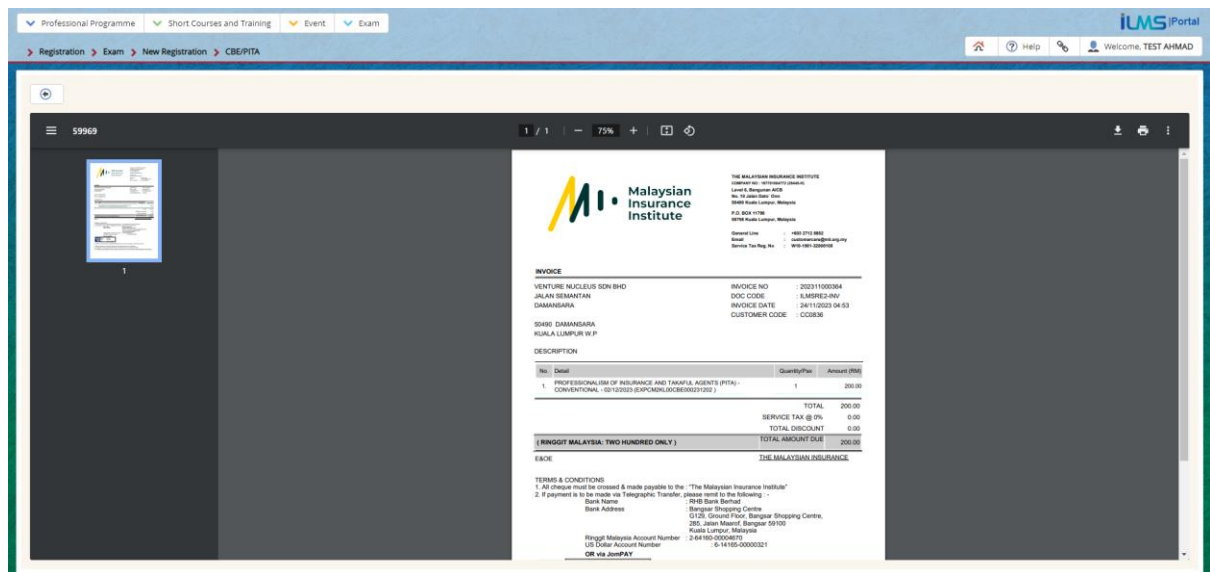 Professional Programme Short Courses and Training Event Exam
iLMS |Portal
Registration Exam New Registration CBE/PITA
Help Welcome, TEST AHMAD
59969
1 / 1 | − 75% + |
1
Malaysian
Insurance
Institute
THE MALAYSIAN INSURANCE INSTITUTE
Level 6, Bangunan AICB
50480 Kuala Lumpur, Malaysia
P.O. BOX
Kuala Lumpur, Malaysia
General Line :
Email : customercare@mii.org.my
Service Tax Reg. No :
INVOICE
VENTURE NUCLEUS SDN BHD
JALAN SEMANTAN
DAMANSARA
50490 DAMANSARA
KUALA LUMPUR W.P
INVOICE NO : 202311000364
DOC CODE : ILMSRE2-INV
INVOICE DATE : 24/11/2023 04:53
CUSTOMER CODE : CC0836
DESCRIPTION
No. Detail Quantity/Pax Amount (RM)
1. PROFESSIONALISM OF INSURANCE AND TAKAFUL AGENTS (PITA) - 1 200.00
CONVENTIONAL - 02/12/2023 (EXPCM2KL00CBE000231202 )
TOTAL 200.00
SERVICE TAX @ 0% 0.00
TOTAL DISCOUNT 0.00
( RINGGIT MALAYSIA: TWO HUNDRED ONLY ) TOTAL AMOUNT DUE 200.00
E&OE THE MALAYSIAN INSURANCE
TERMS & CONDITIONS
1. All cheque must be crossed & made payable to the : "The Malaysian Insurance Institute"
2. If payment is to be made via Telegraphic Transfer, please remit to the following : -
Bank Name : RHB Bank Berhad
Bank Address : Bangsar Shopping Centre
G129, Ground Floor, Bangsar Shopping Centre,
285, Jalan Maarof, Bangsar 59100
Kuala Lumpur, Malaysia
Ringgit Malaysia Account Number : 2-64160-00004670
US Dollar Account Number : 6-14165-00000321
OR via JomPAY